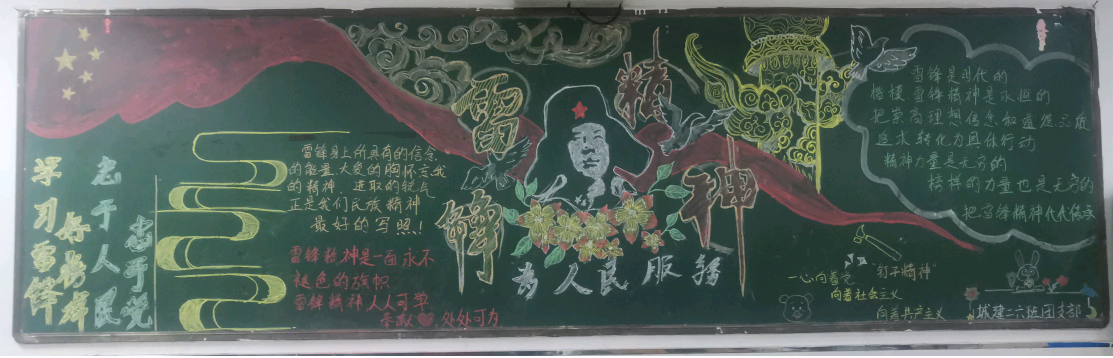 学习雷锋
好榜样
忠于人民
忠于党
雷锋身上所具有的信念
的能量、大爱的胸怀、忘我
的精神、进取的锐气
正是我们民族精神
最好的写照!
雷锋精神是一面永不
褪色的旗帜
雷锋精神人人可学
奉献❤处处可为
雷锋
精神
为人民服务
雷锋是时代的
楷模 雷锋精神是永恒的
把崇高理想信念和道德品质
追求转化为具体行动
精神力量是无穷的
榜样的力量也是无穷的
把雷锋精神代代传承
"钉子精神"
一心向着党
向着社会主义
向着共产主义
城建二六班团支部